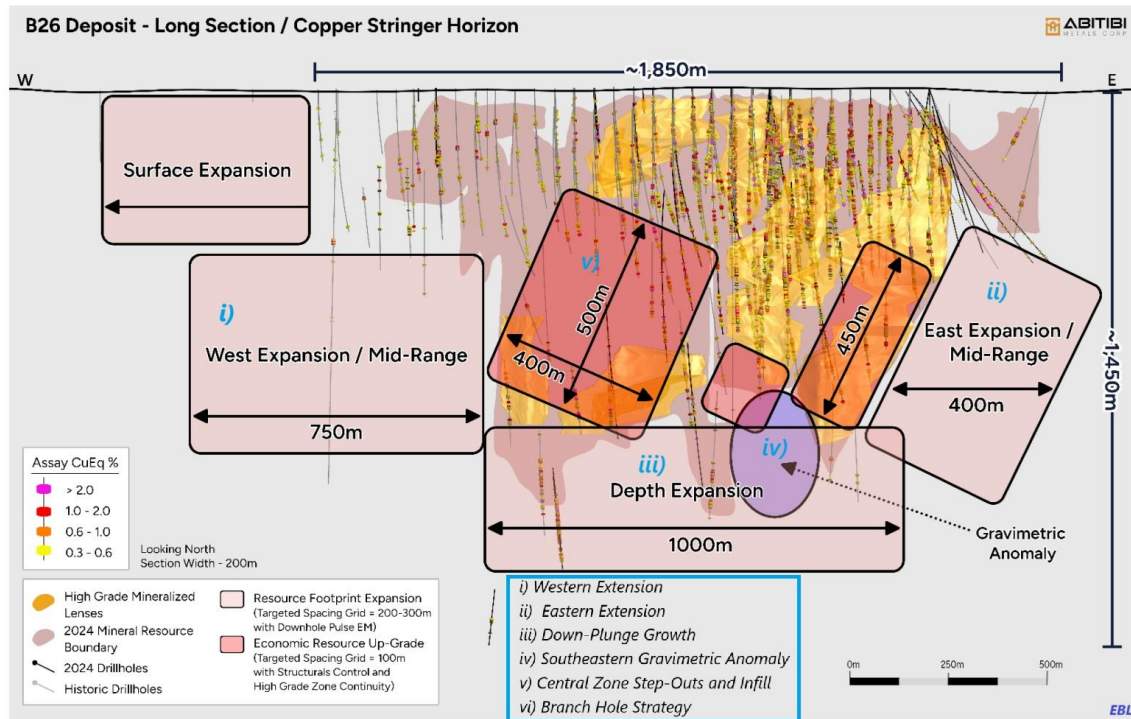 B26 Deposit - Long Section / Copper Stringer Horizon
ABITIBI
METALS CORP
W
~1,850m
E
Surface Expansion
i)
West Expansion / Mid-Range
750m
v)
500m
400m
450m
ii)
East Expansion /
Mid-Range
400m
~1,450m
iii)
Depth Expansion
iv)
1000m
Gravimetric
Anomaly
Assay CuEq %
> 2.0
1.0 - 2.0
0.6 - 1.0
0.3 - 0.6
Looking North
Section Width - 200m
High Grade Mineralized
Lenses
2024 Mineral Resource
Boundary
2024 Drillholes
Historic Drillholes
Resource Footprint Expansion
(Targeted Spacing Grid = 200-300m
with Downhole Pulse EM)
Economic Resource Up-Grade
(Targeted Spacing Grid = 100m
with Structurals Control and
High Grade Zone Continuity)
i) Western Extension
ii) Eastern Extension
iii) Down-Plunge Growth
iv) Southeastern Gravimetric Anomaly
v) Central Zone Step-Outs and Infill
vi) Branch Hole Strategy
0m
250m
500m
EBL